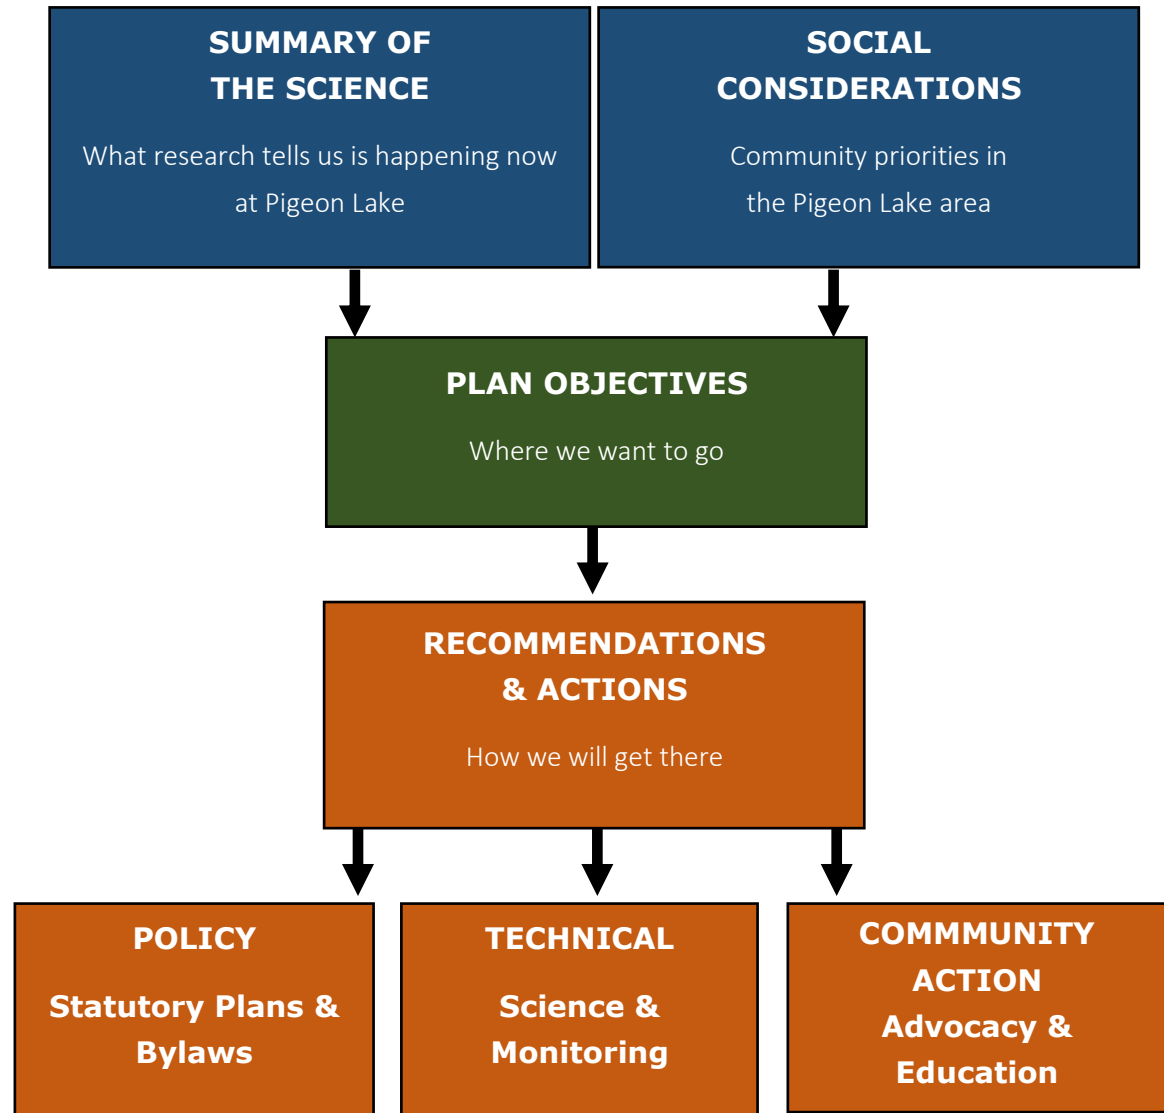 SUMMARY OF
THE SCIENCE
What research tells us is happening now
at Pigeon Lake
SOCIAL
CONSIDERATIONS
Community priorities in
the Pigeon Lake area
PLAN OBJECTIVES
Where we want to go
RECOMMENDATIONS
& ACTIONS
How we will get there
POLICY
Statutory Plans &
Bylaws
TECHNICAL
Science &
Monitoring
COMMMUNITY
ACTION
Advocacy &
Education